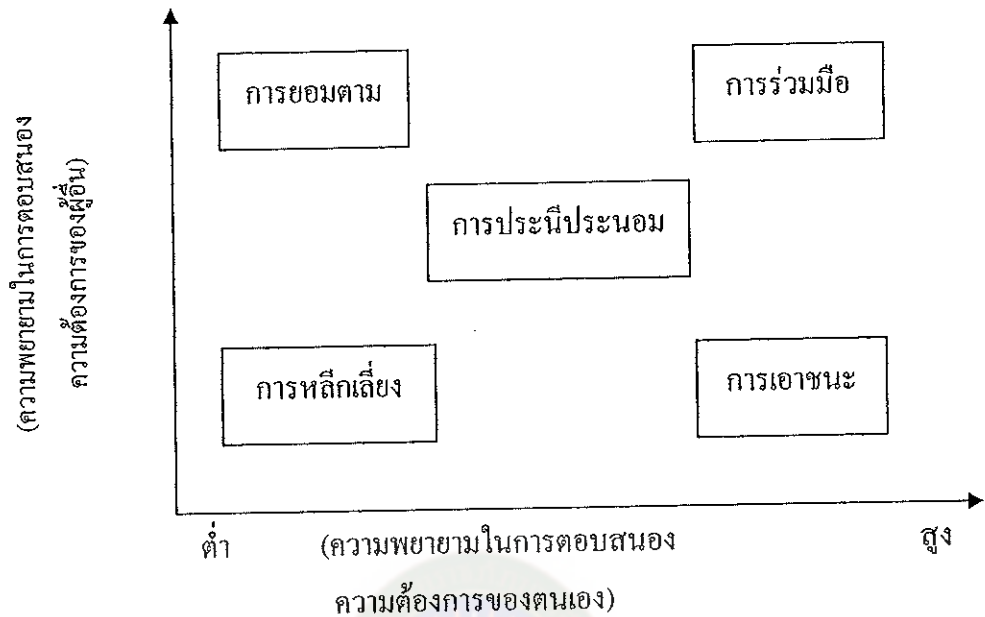 การยอมตาม
การร่วมมือ
(ความพยายามในการตอบสนอง
ความต้องการของผู้อื่น)
การประนีประนอม
การหลีกเลี่ยง
การเอาชนะ
ต่ำ (ความพยายามในการตอบสนอง สูง
ความต้องการของตนเอง)